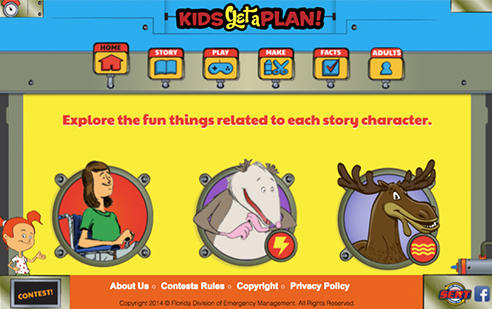 KIDS Get a PLAN!
HOME STORY PLAY MAKE FACTS ADULTS
Explore the fun things related to each story character.
CONTEST!
About Us Contests Rules Copyright Privacy Policy
Copyright 2014 © Florida Division of Emergency Management. All Rights Reserved.
SERT
f